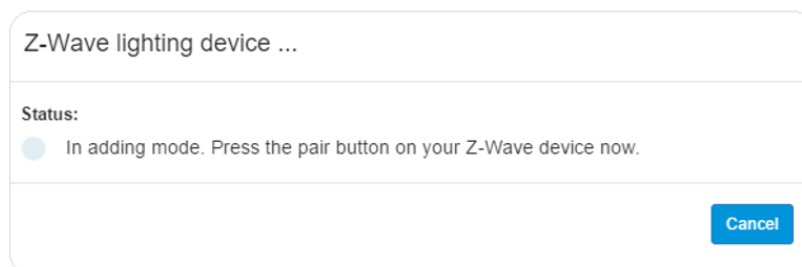 Z-Wave lighting device ...
Status:
In adding mode. Press the pair button on your Z-Wave device now.
Cancel